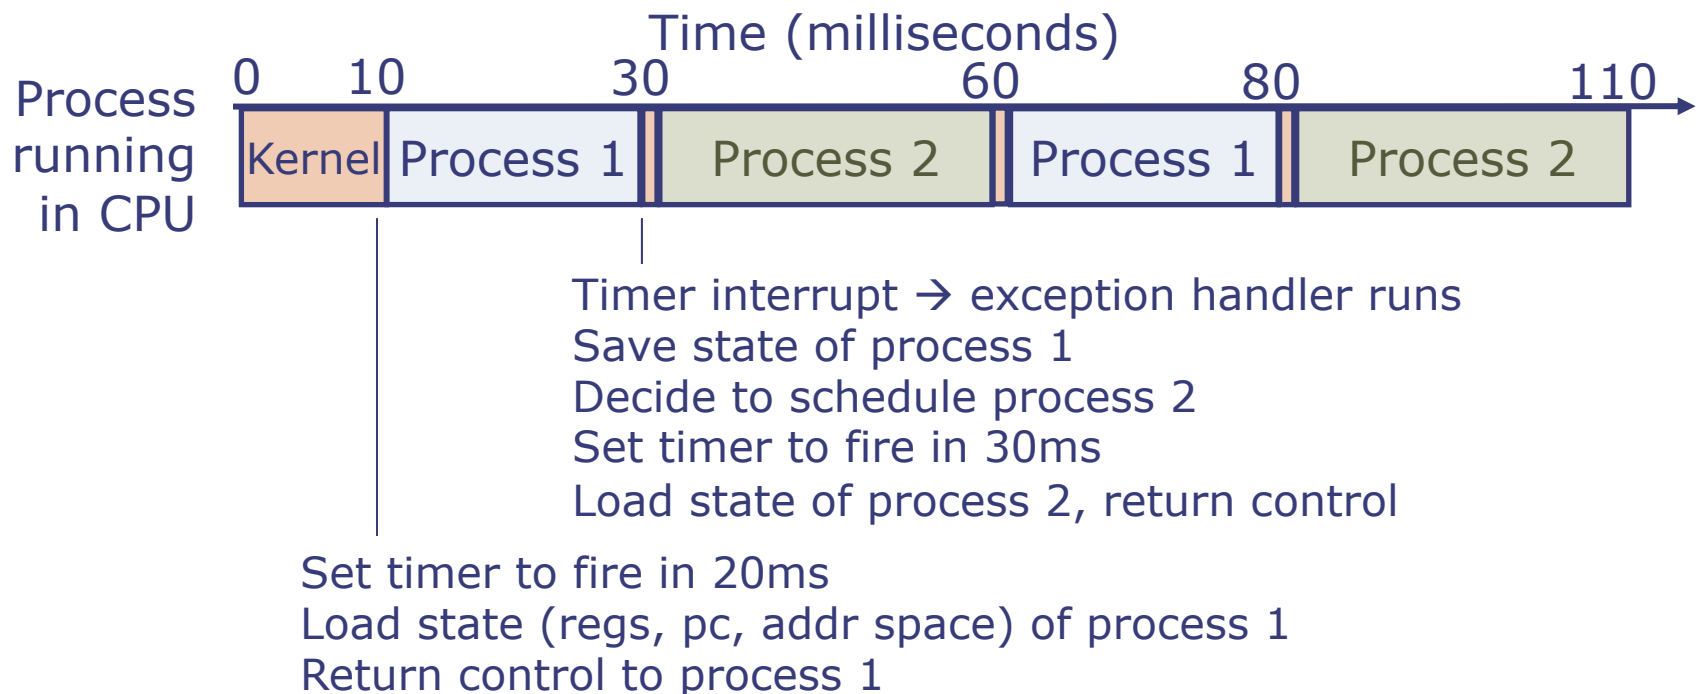 Time (milliseconds)
0 10 30 60 80 110
Process
running
in CPU
Kernel Process 1 Process 2 Process 1 Process 2
Timer interrupt → exception handler runs
Save state of process 1
Decide to schedule process 2
Set timer to fire in 30ms
Load state of process 2, return control
Set timer to fire in 20ms
Load state (regs, pc, addr space) of process 1
Return control to process 1